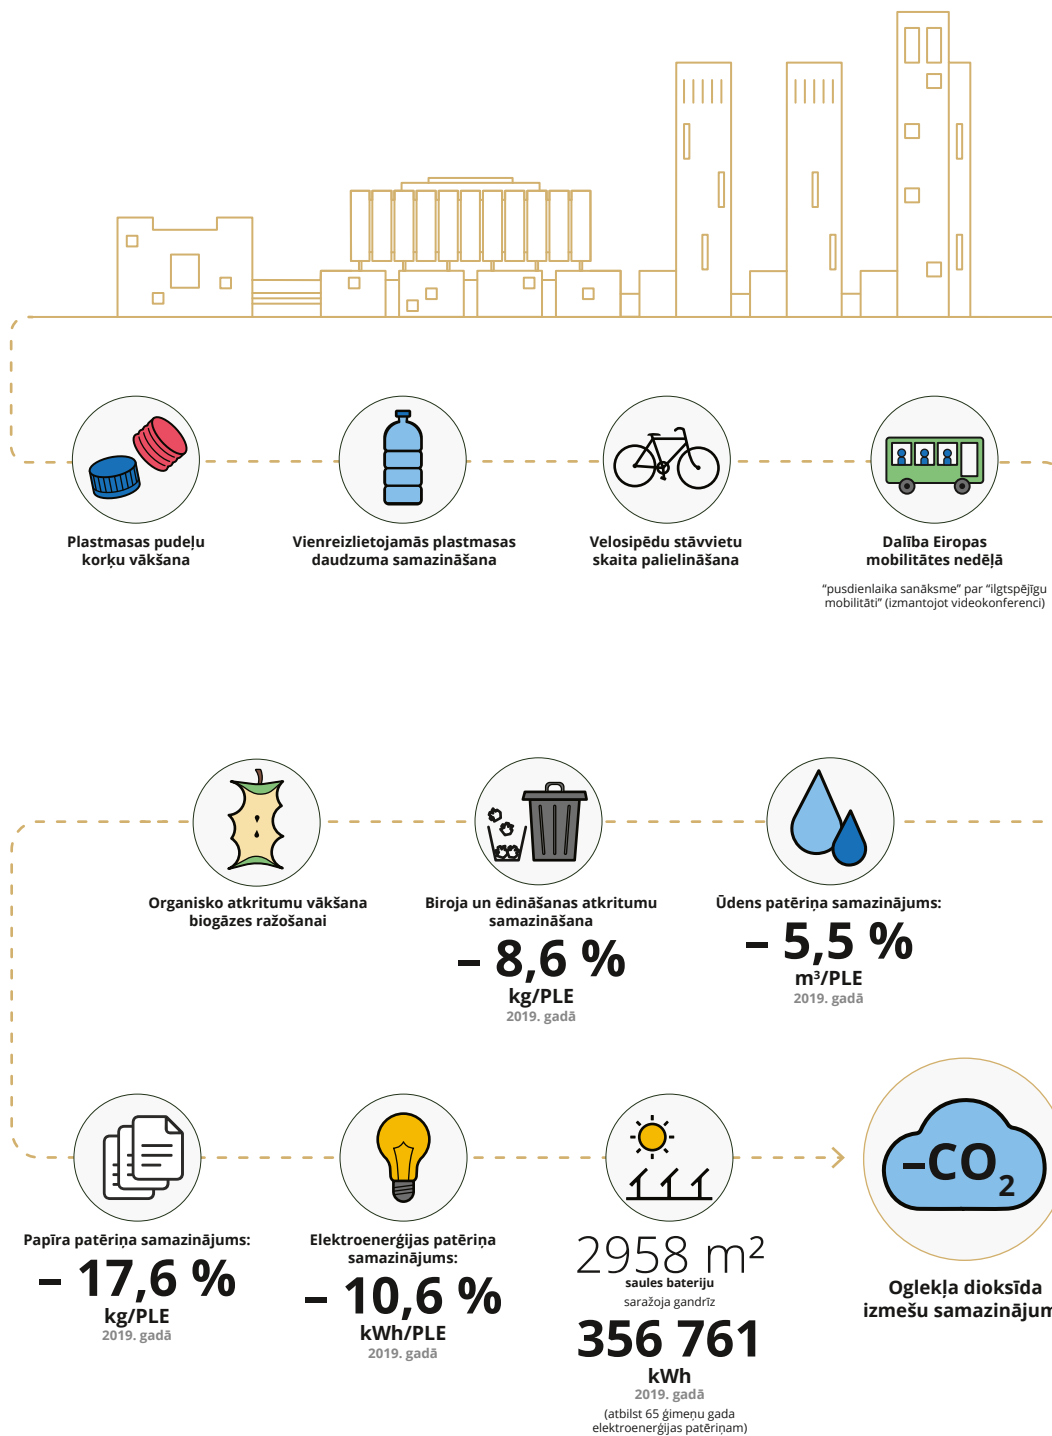 Plastmasas pudeļu
korķu vākšana
Vienreizlietojamās plastmasas
daudzuma samazināšana
Velosipēdu stāvvietu
skaita palielināšana
Dalība Eiropas
mobilitātes nedēļā
“pusdienlaika sanāksme” par “ilgtspējīgu
mobilitāti” (izmantojot videokonferenci)
Organisko atkritumu vākšana
biogāzes ražošanai
Biroja un ēdināšanas atkritumu
samazināšana
– 8,6 %
kg/PLE
2019. gadā
Ūdens patēriņa samazinājums:
– 5,5 %
m³/PLE
2019. gadā
Papīra patēriņa samazinājums:
– 17,6 %
kg/PLE
2019. gadā
Elektroenerģijas patēriņa
samazinājums:
– 10,6 %
kWh/PLE
2019. gadā
2958 m²
saules bateriju
saražoja gandrīz
356 761
kWh
2019. gadā
(atbilst 65 ģimeņu gada
elektroenerģijas patēriņam)
–CO₂
Oglekļa dioksīda
izmešu